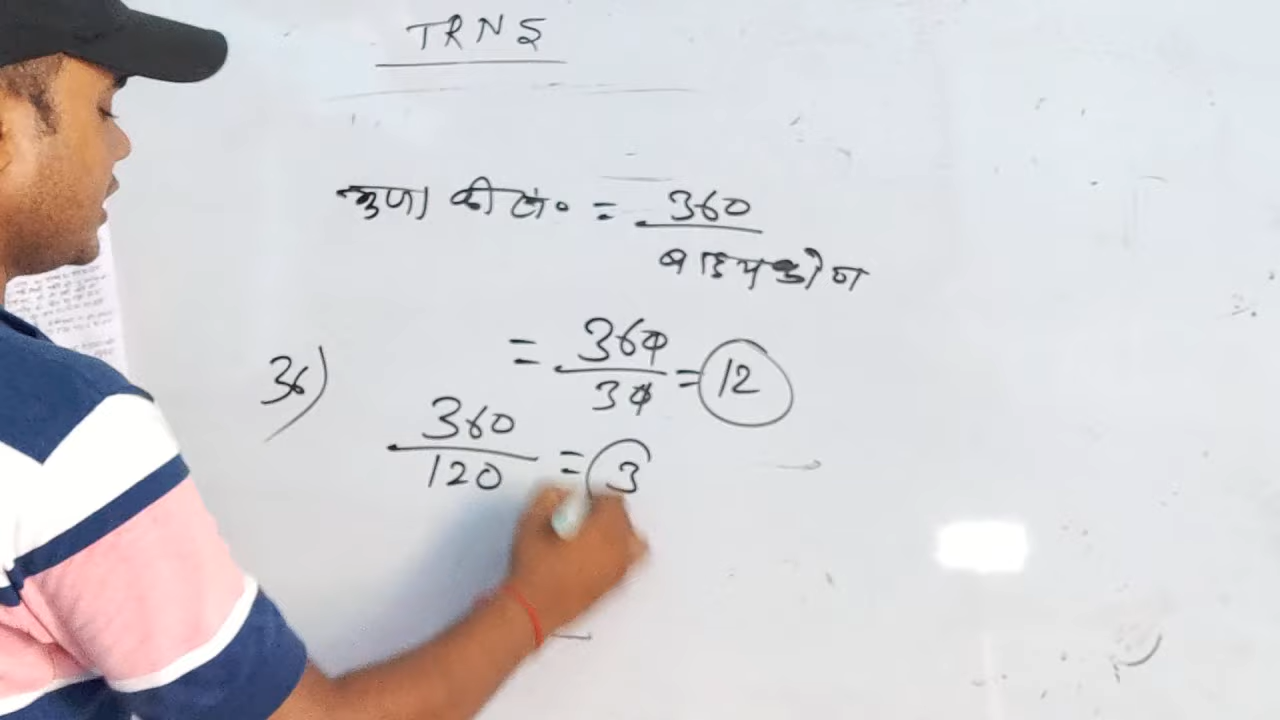 TRNS
भुजा की सं० = 360 / बाह्यकोण
= 360 / 30 = 12
36)
360 / 120 = 3